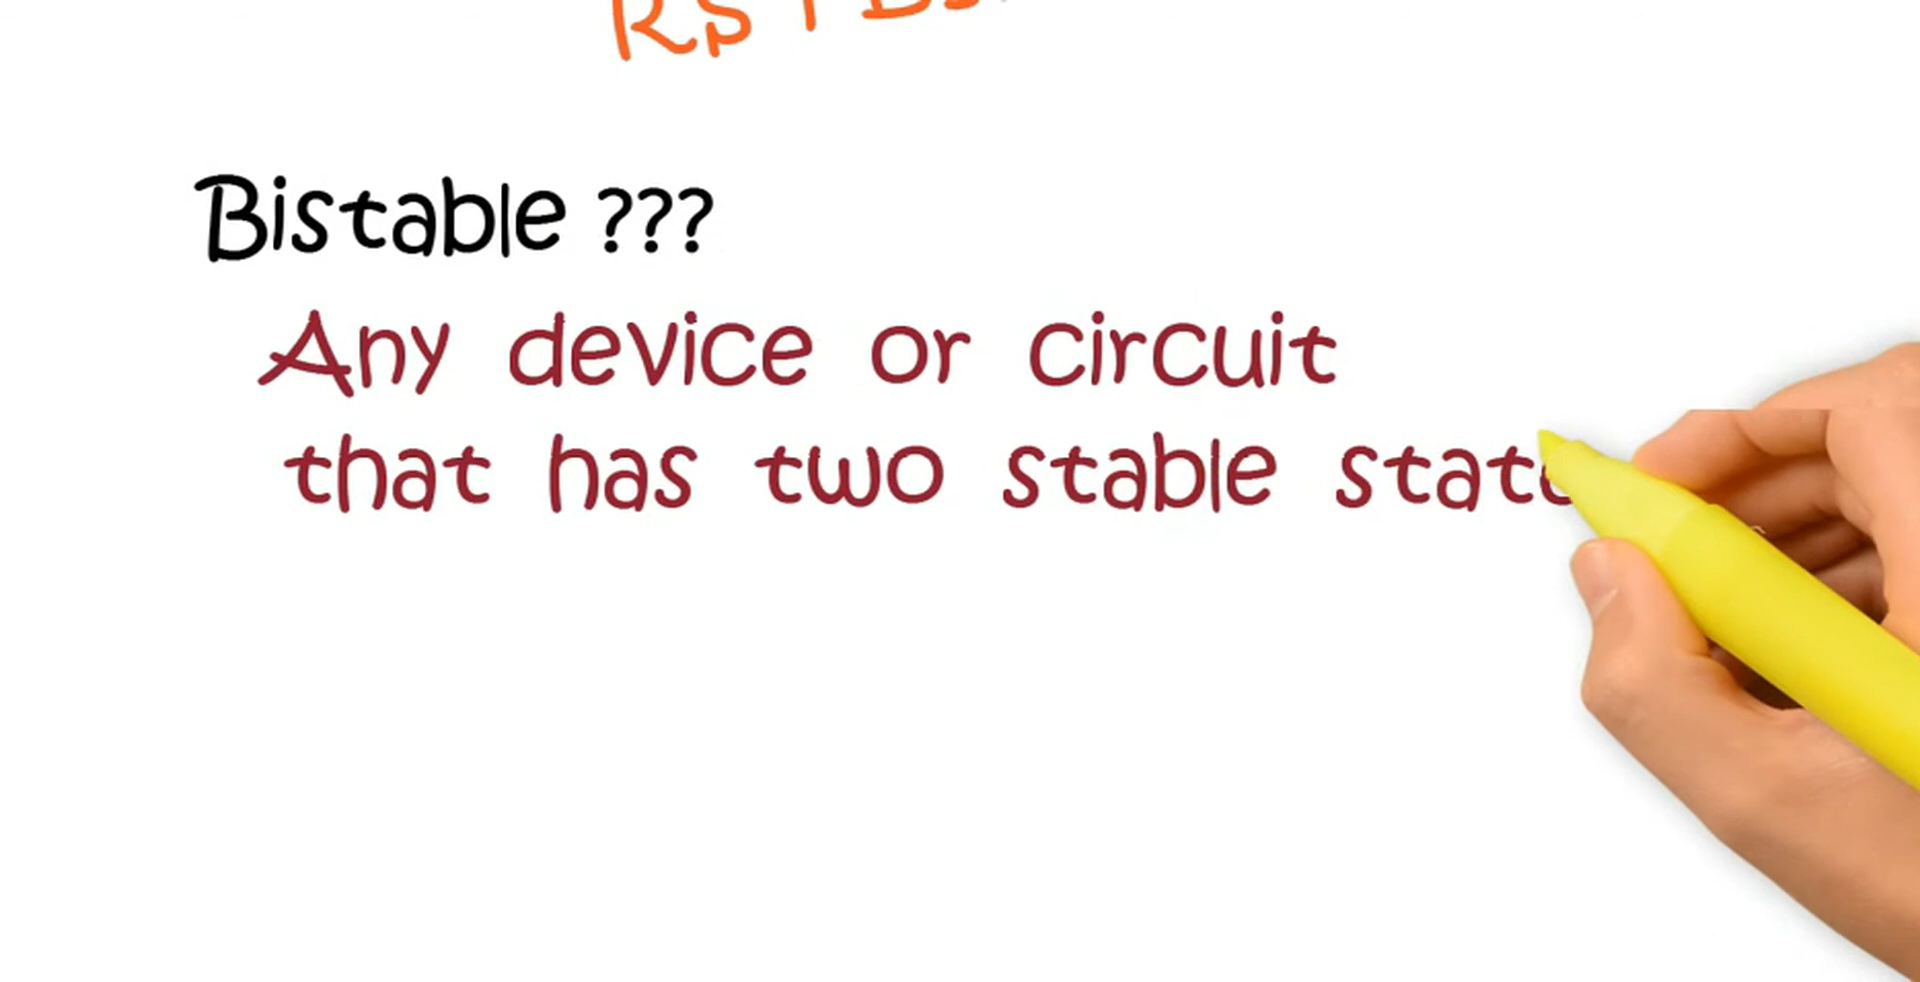 Bistable ???
Any device or circuit
that has two stable